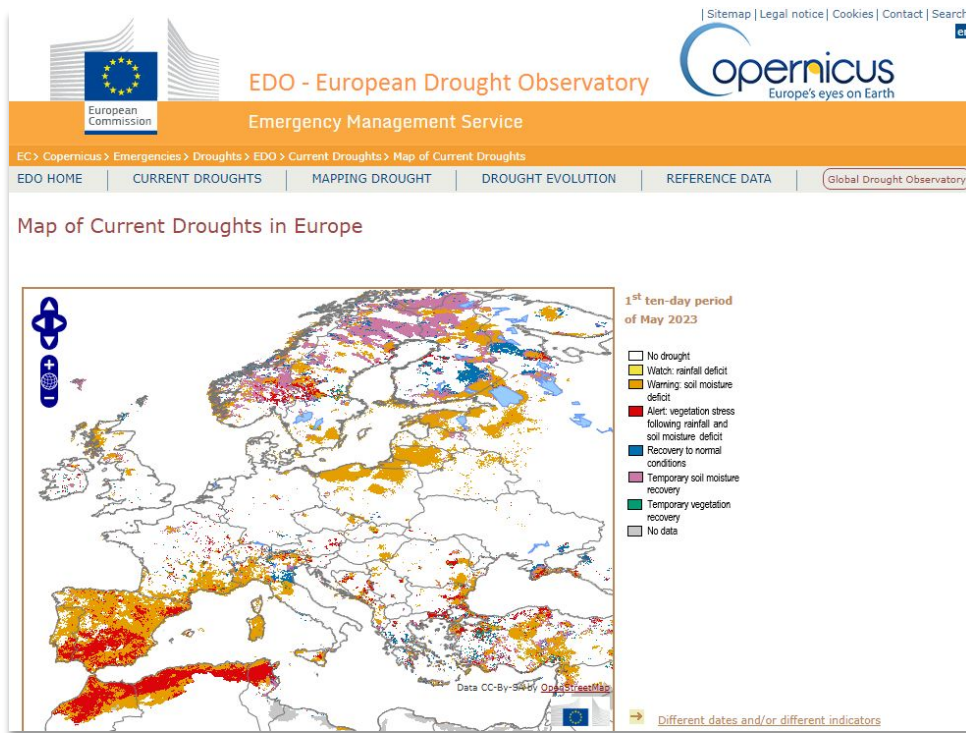 | Sitemap | Legal notice | Cookies | Contact | Search
en
European
Commission
EDO - European Drought Observatory
opernicus
Europe's eyes on Earth
Emergency Management Service
EC > Copernicus > Emergencies > Droughts > EDO > Current Droughts > Map of Current Droughts
EDO HOME
CURRENT DROUGHTS
MAPPING DROUGHT
DROUGHT EVOLUTION
REFERENCE DATA
Global Drought Observatory
Map of Current Droughts in Europe
1st ten-day period
of May 2023
No drought
Watch: rainfall deficit
Warning: soil moisture
deficit
Alert: vegetation stress
following rainfall and
soil moisture deficit
Recovery to normal
conditions
Temporary soil moisture
recovery
Temporary vegetation
recovery
No data
Data CC-By-SA by OpenStreetMap
Different dates and/or different indicators